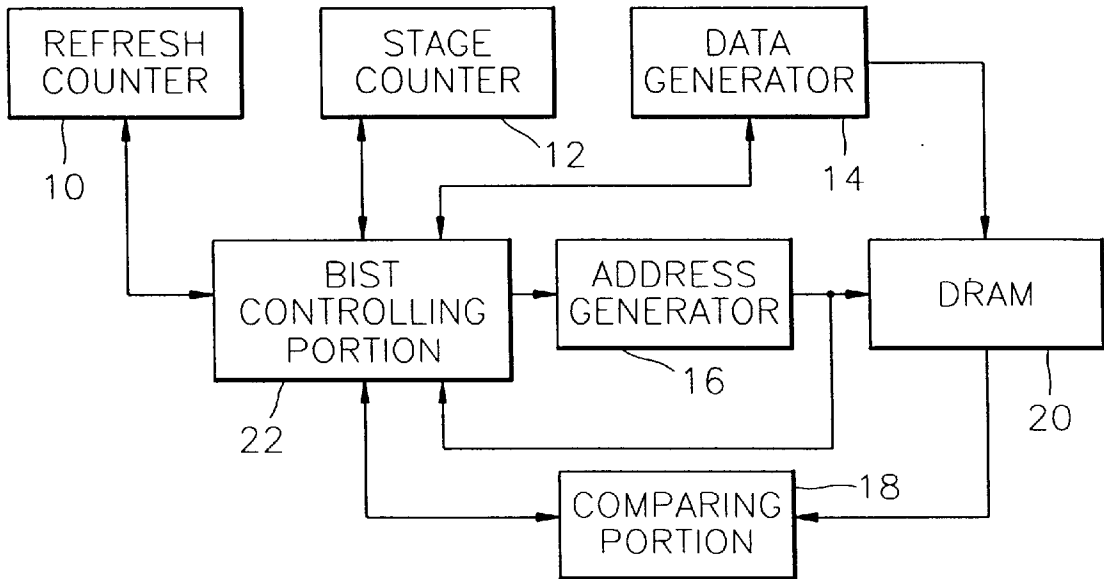 REFRESH
COUNTER
STAGE
COUNTER
DATA
GENERATOR
10
12
14
BIST
CONTROLLING
PORTION
ADDRESS
GENERATOR
DRAM
22
16
20
COMPARING
PORTION
18